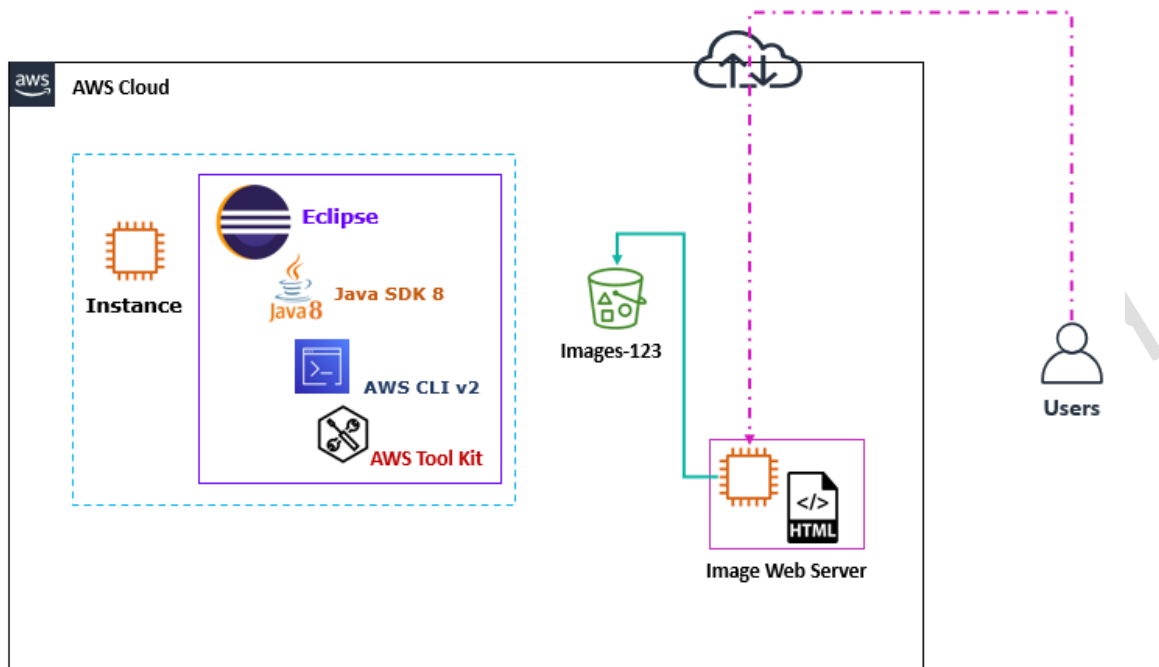 aws
AWS Cloud
Eclipse
Instance
Java8
Java SDK 8
>_
AWS CLI v2
AWS Tool Kit
Images-123
Users
</>
HTML
Image Web Server